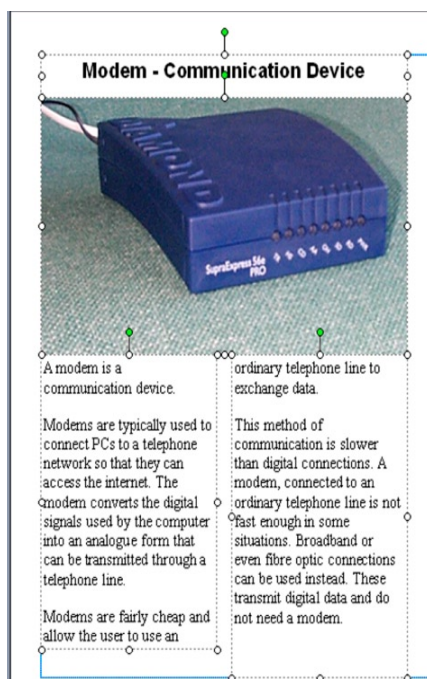 Modem - Communication Device
DIAMOND
SupraExpress 56e
PRO
A modem is a
communication device.
Modems are typically used to
connect PCs to a telephone
network so that they can
access the internet. The
modem converts the digital
signals used by the computer
into an analogue form that
can be transmitted through a
telephone line.
Modems are fairly cheap and
allow the user to use an
ordinary telephone line to
exchange data.
This method of
communication is slower
than digital connections. A
modem, connected to an
ordinary telephone line is not
fast enough in some
situations. Broadband or
even fibre optic connections
can be used instead. These
transmit digital data and do
not need a modem.